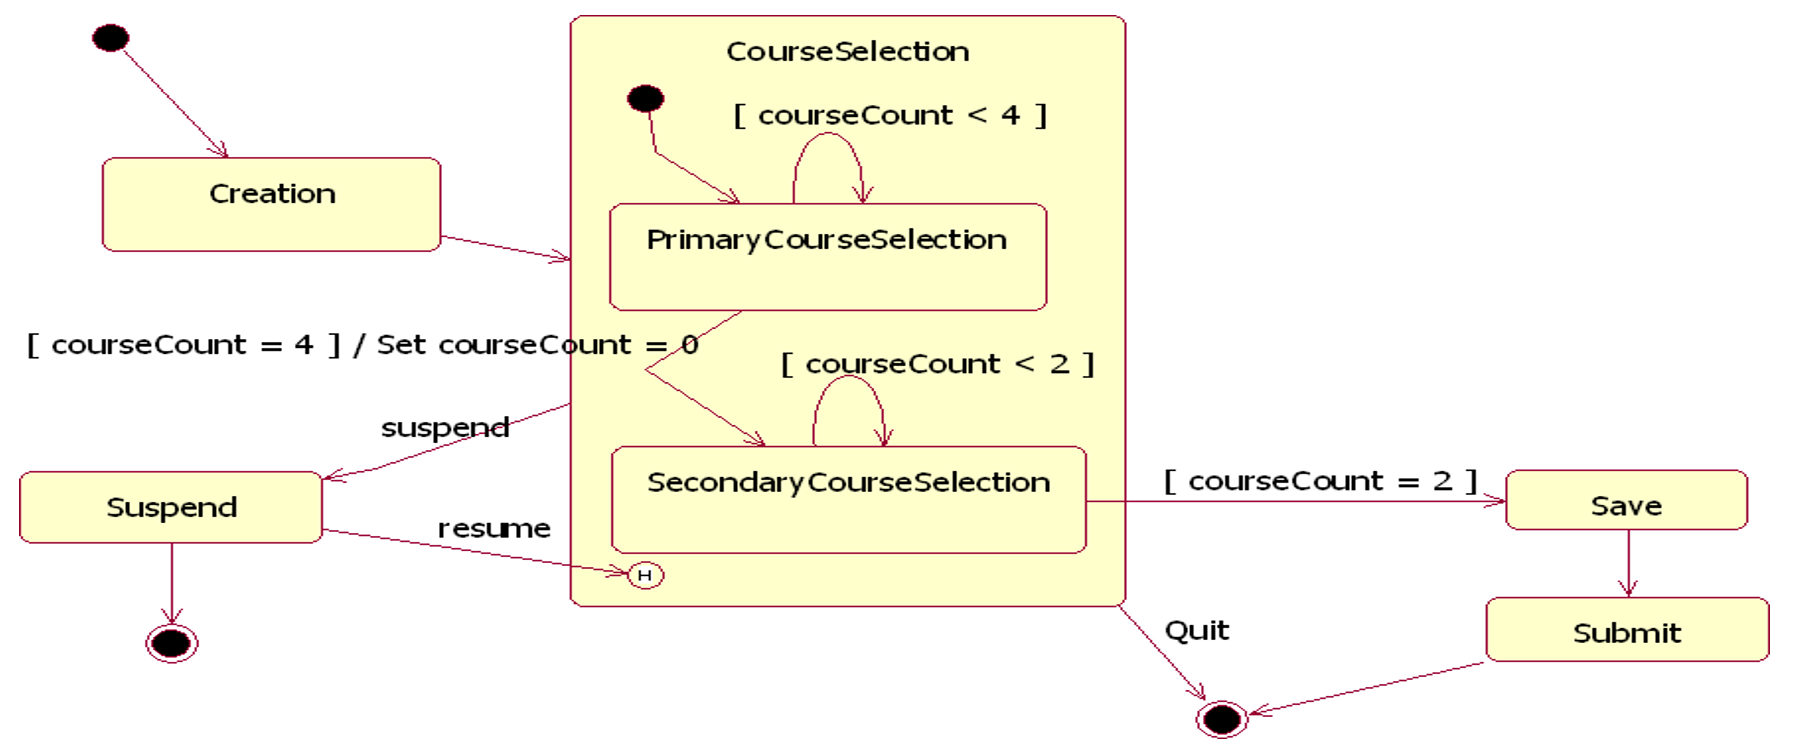 CourseSelection
[ courseCount < 4 ]
Creation
PrimaryCourseSelection
[ courseCount = 4 ] / Set courseCount = 0
[ courseCount < 2 ]
suspend
SecondaryCourseSelection
[ courseCount = 2 ]
Suspend
Save
resume
H
Quit
Submit